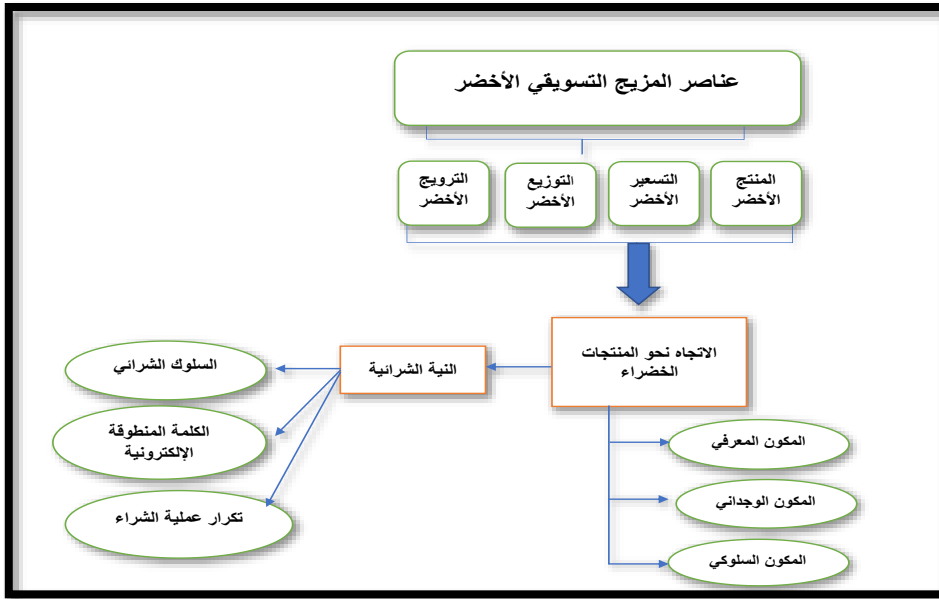 عناصر المزيج التسويقي الأخضر
المنتج
الأخضر
التسعير
الأخضر
التوزيع
الأخضر
الترويج
الأخضر
الاتجاه نحو المنتجات
الخضراء
النية الشرائية
السلوك الشرائي
الكلمة المنطوقة
الإلكترونية
تكرار عملية الشراء
المكون المعرفي
المكون الوجداني
المكون السلوكي